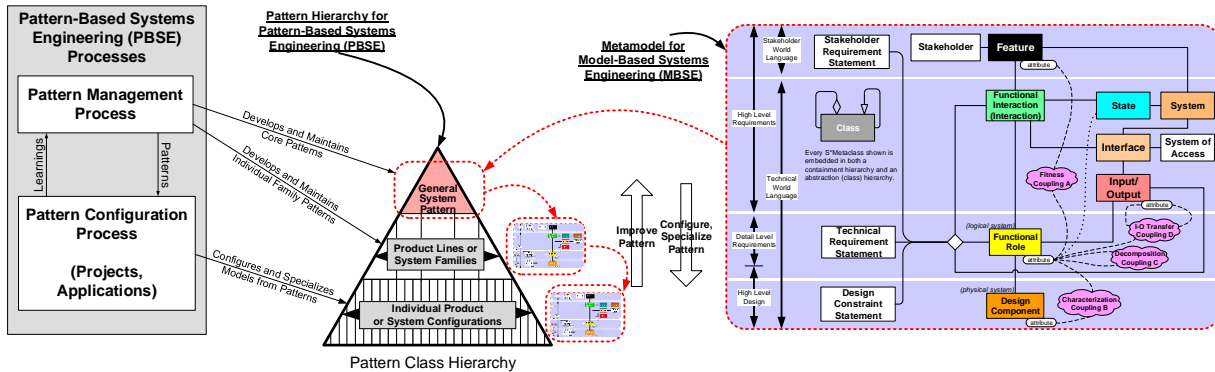 Pattern-Based Systems
Engineering (PBSE)
Processes
Pattern Management
Process
Learnings
Patterns
Pattern Configuration
Process
(Projects,
Applications)
Pattern Hierarchy for
Pattern-Based Systems
Engineering (PBSE)
Develops and Maintains
Core Patterns
Develops and Maintains
Individual Family Patterns
Configures and Specializes
Models from Patterns
General
System
Pattern
Product Lines or
System Families
Individual Product
or System Configurations
Pattern Class Hierarchy
Improve
Pattern
Configure,
Specialize
Pattern
Metamodel for
Model-Based Systems
Engineering (MBSE)
Stakeholder
World
Language
High Level
Requirements
Technical
World
Language
Detail Level
Requirements
High Level
Design
Stakeholder
Requirement
Statement
Class
Every S*Metaclass shown is
embedded in both a
containment hierarchy and an
abstraction (class) hierarchy.
Technical
Requirement
Statement
Design
Constraint
Statement
Stakeholder
Feature
attribute
Functional
Interaction
(Interaction)
State
System
Interface
System of
Access
Fitness
Coupling A
Input/
Output
attribute
I-O Transfer
Coupling D
(logical system)
Functional
Role
attribute
Decomposition
Coupling C
(physical system)
Design
Component
attribute
Characterization
Coupling B